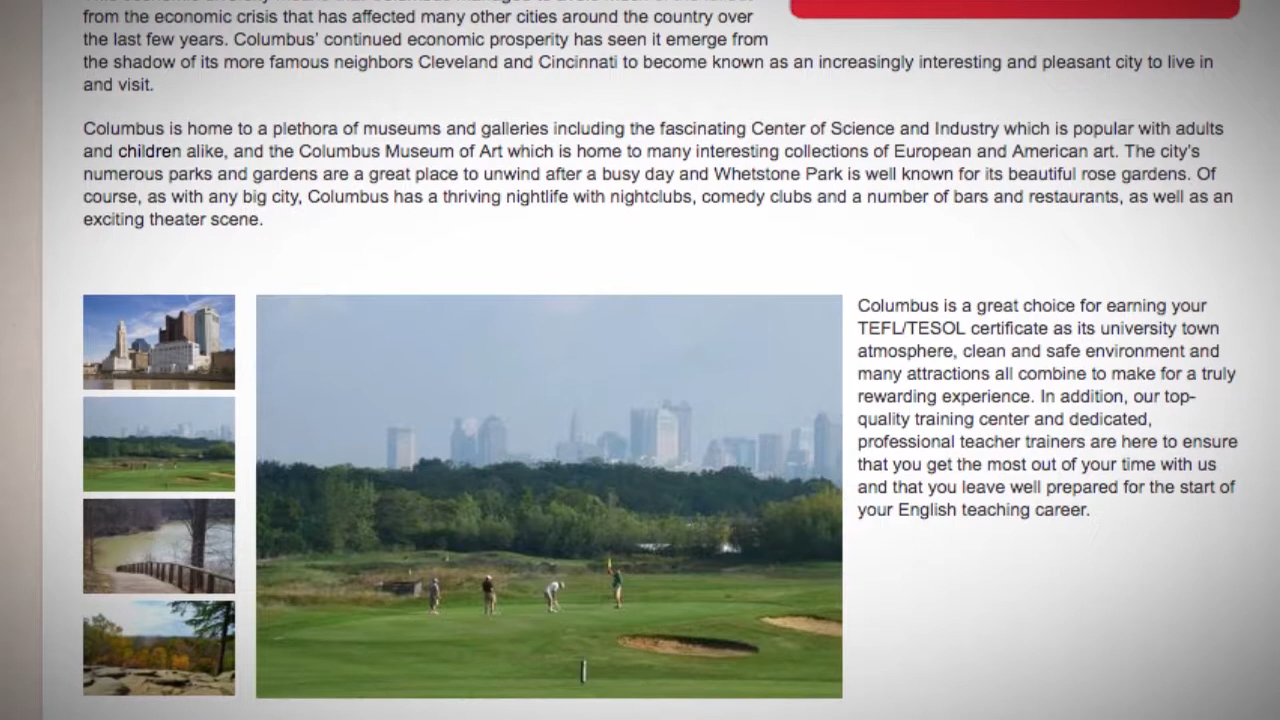 from the economic crisis that has affected many other cities around the country over
the last few years. Columbus' continued economic prosperity has seen it emerge from
the shadow of its more famous neighbors Cleveland and Cincinnati to become known as an increasingly interesting and pleasant city to live in
and visit.
Columbus is home to a plethora of museums and galleries including the fascinating Center of Science and Industry which is popular with adults
and children alike, and the Columbus Museum of Art which is home to many interesting collections of European and American art. The city's
numerous parks and gardens are a great place to unwind after a busy day and Whetstone Park is well known for its beautiful rose gardens. Of
course, as with any big city, Columbus has a thriving nightlife with nightclubs, comedy clubs and a number of bars and restaurants, as well as an
exciting theater scene.
Columbus is a great choice for earning your
TEFL/TESOL certificate as its university town
atmosphere, clean and safe environment and
many attractions all combine to make for a truly
rewarding experience. In addition, our top-
quality training center and dedicated,
professional teacher trainers are here to ensure
that you get the most out of your time with us
and that you leave well prepared for the start of
your English teaching career.